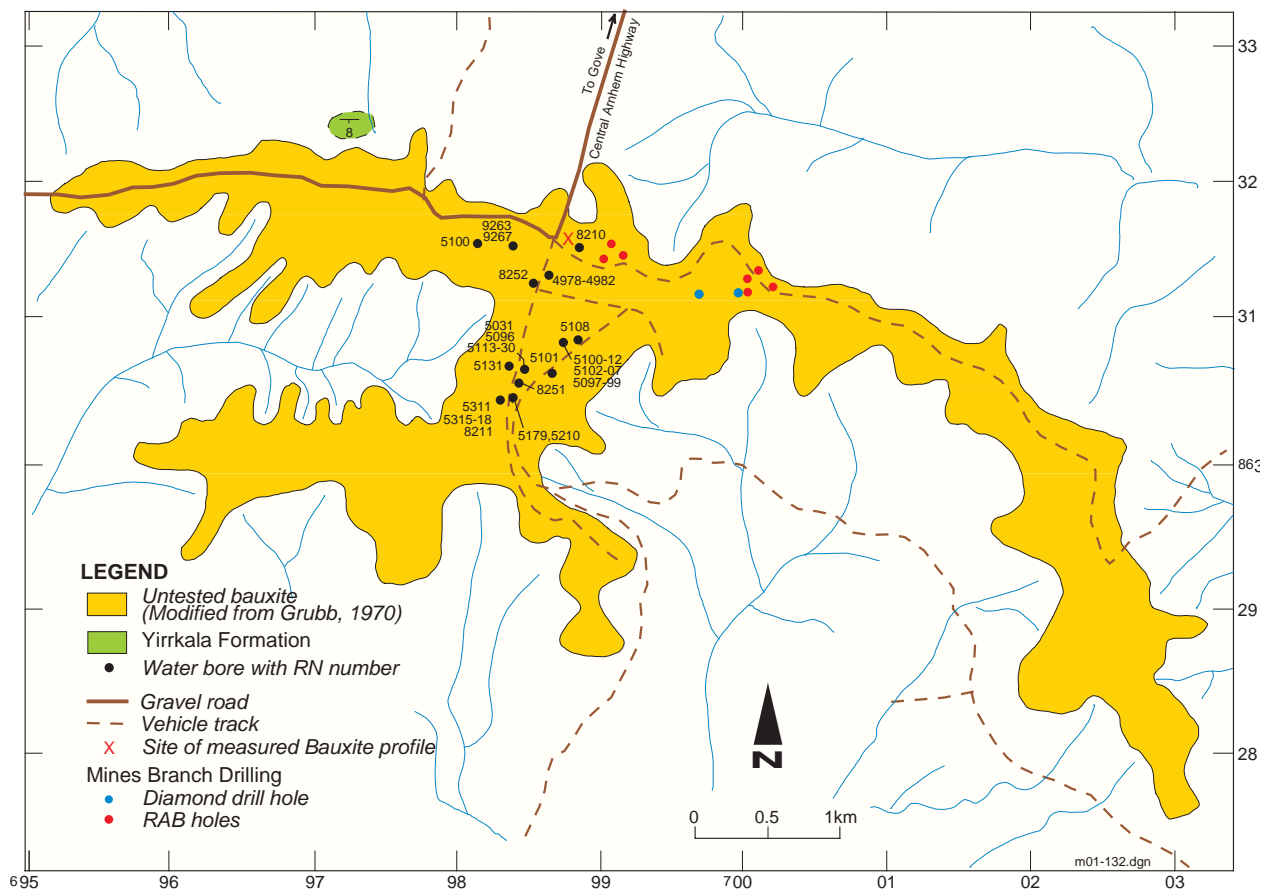 33
To Gove
Central Arnhem Highway
8
32
9263
5100 9267
X 8210
8252
4978-4982
31
5031
5096
5113-30
5108
5101
5131
5100-12
5102-07
5097-99
8251
5311
5315-18
8211
5179,5210
863
LEGEND
Untested bauxite
(Modified from Grubb, 1970)
Yirrkala Formation
Water bore with RN number
Gravel road
Vehicle track
X Site of measured Bauxite profile
Mines Branch Drilling
Diamond drill hole
RAB holes
29
N
28
0 0.5 1km
m01-132.dgn
695 96 97 98 99 700 01 02 03